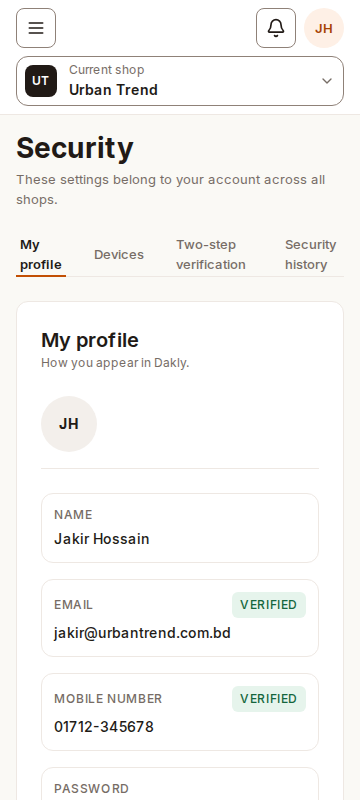 JH
UT
Current shop
Urban Trend
Security
These settings belong to your account across all
shops.
My
profile
Devices
Two-step
verification
Security
history
My profile
How you appear in Dakly.
JH
NAME
Jakir Hossain
EMAIL
VERIFIED
jakir@urbantrend.com.bd
MOBILE NUMBER
VERIFIED
01712-345678
PASSWORD